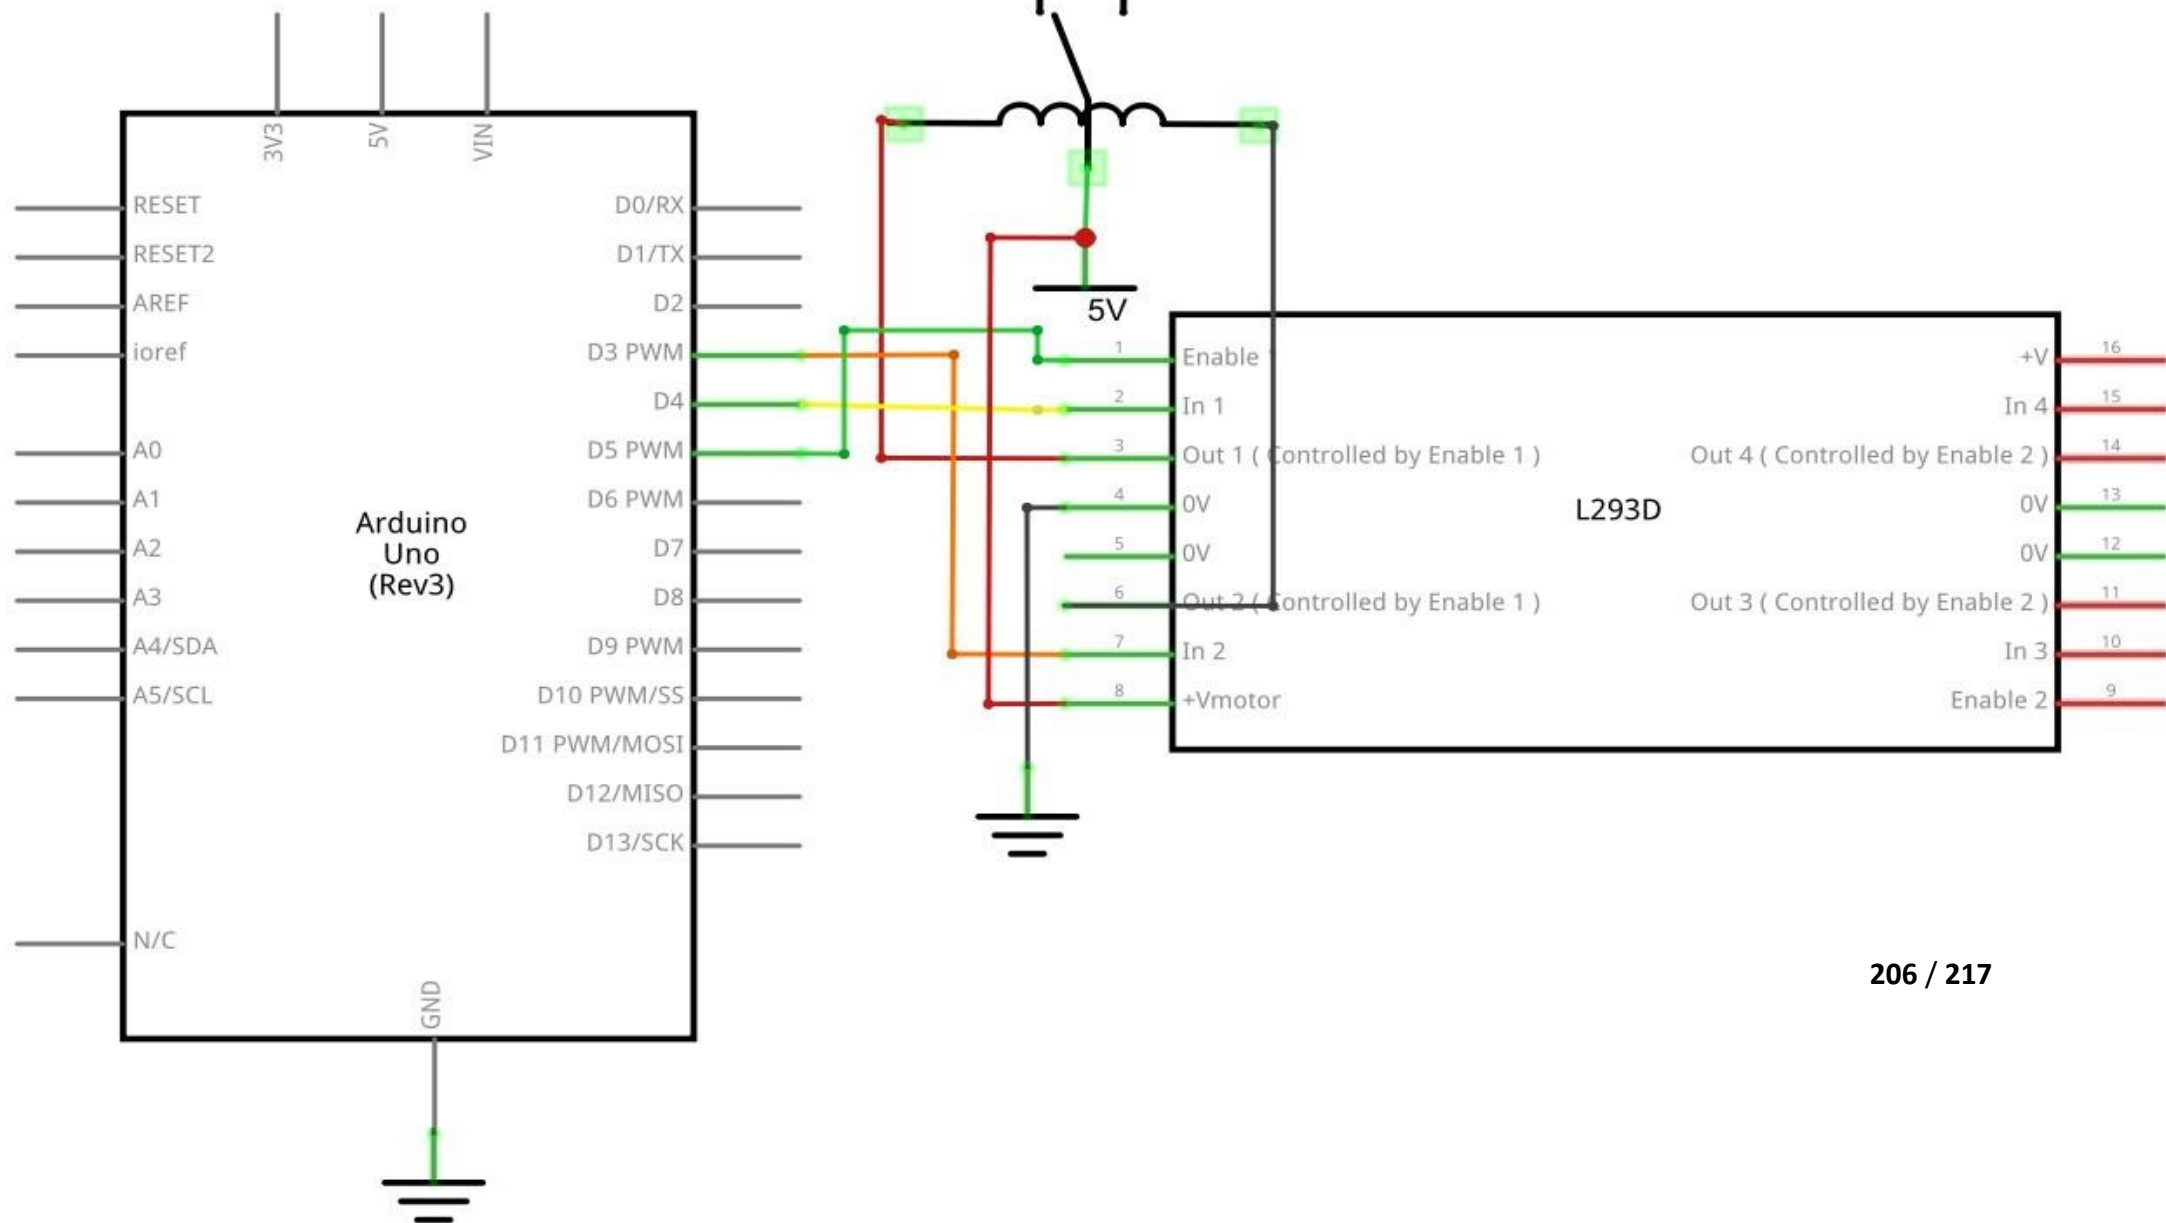 3V3
5V
VIN
RESET
RESET2
AREF
ioref
A0
A1
A2
A3
A4/SDA
A5/SCL
N/C
Arduino
Uno
(Rev3)
D0/RX
D1/TX
D2
D3 PWM
D4
D5 PWM
D6 PWM
D7
D8
D9 PWM
D10 PWM/SS
D11 PWM/MOSI
D12/MISO
D13/SCK
GND
5V
1 Enable 1
2 In 1
3 Out 1 ( Controlled by Enable 1 )
4 0V
5 0V
6 Out 2 ( Controlled by Enable 1 )
7 In 2
8 +Vmotor
L293D
+V 16
In 4 15
Out 4 ( Controlled by Enable 2 ) 14
0V 13
0V 12
Out 3 ( Controlled by Enable 2 ) 11
In 3 10
Enable 2 9
206 / 217